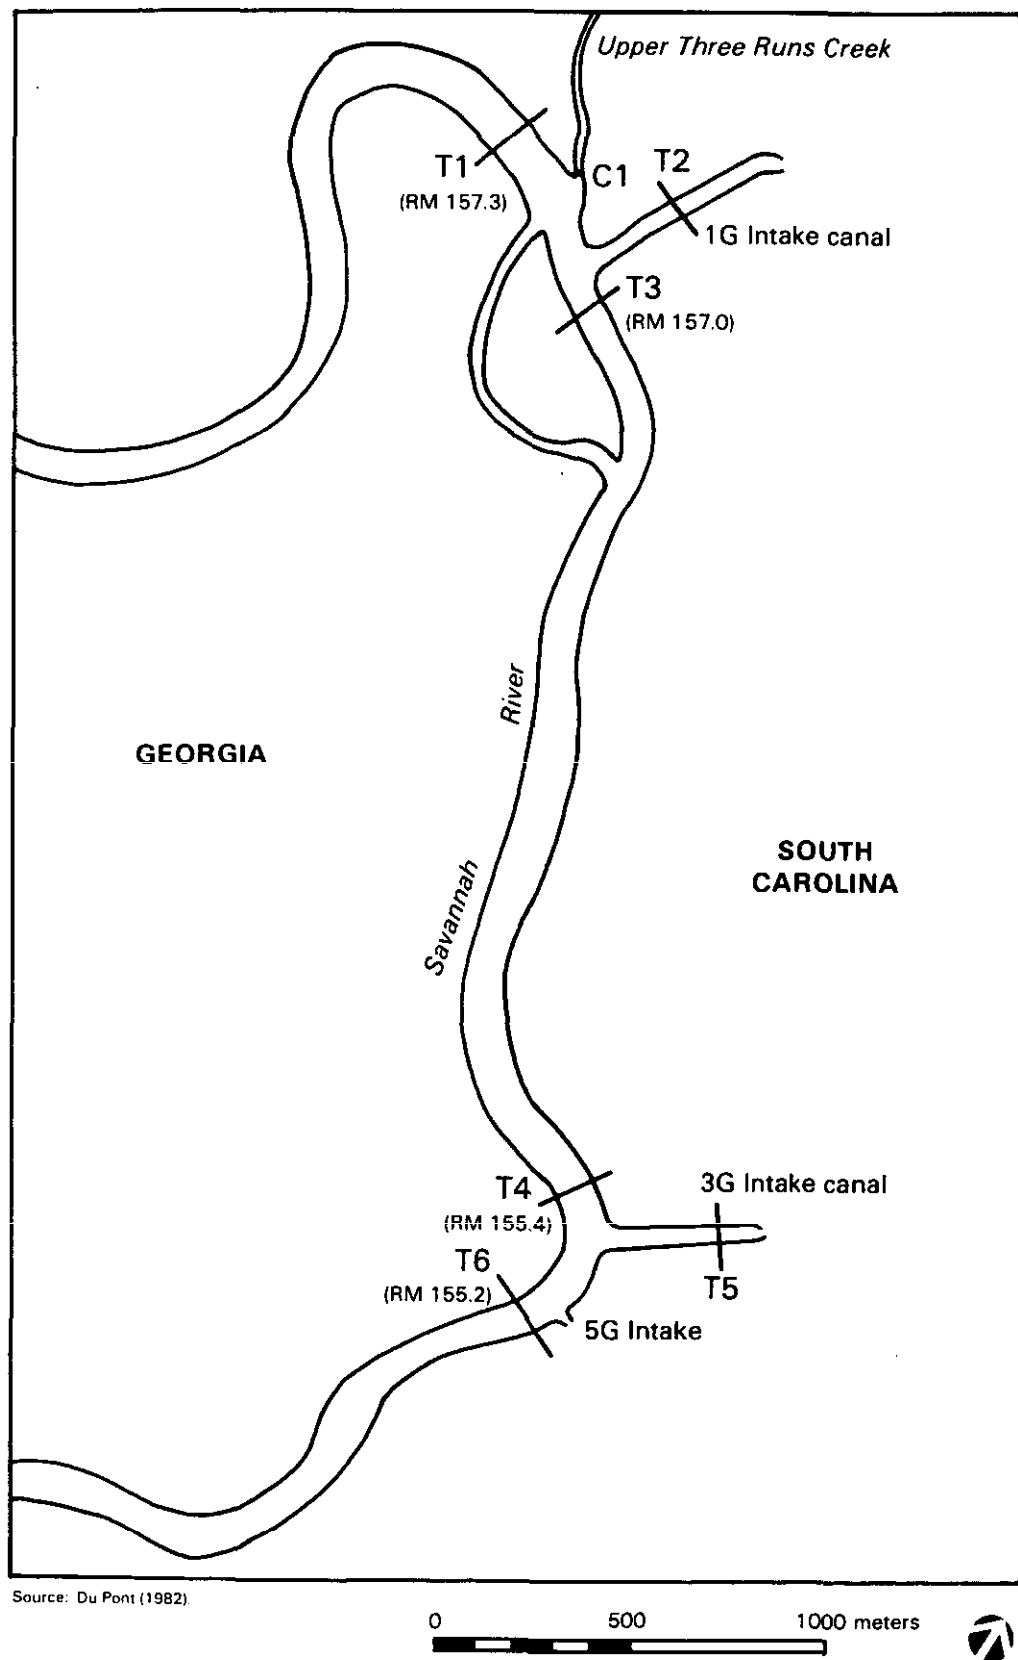 Upper Three Runs Creek
T1
(RM 157.3)
C1
T2
1G Intake canal
T3
(RM 157.0)
River
GEORGIA
SOUTH
CAROLINA
Savannah
T4
(RM 155.4)
3G Intake canal
T6
(RM 155.2)
T5
5G Intake
Source: Du Pont (1982).
0 500 1000 meters